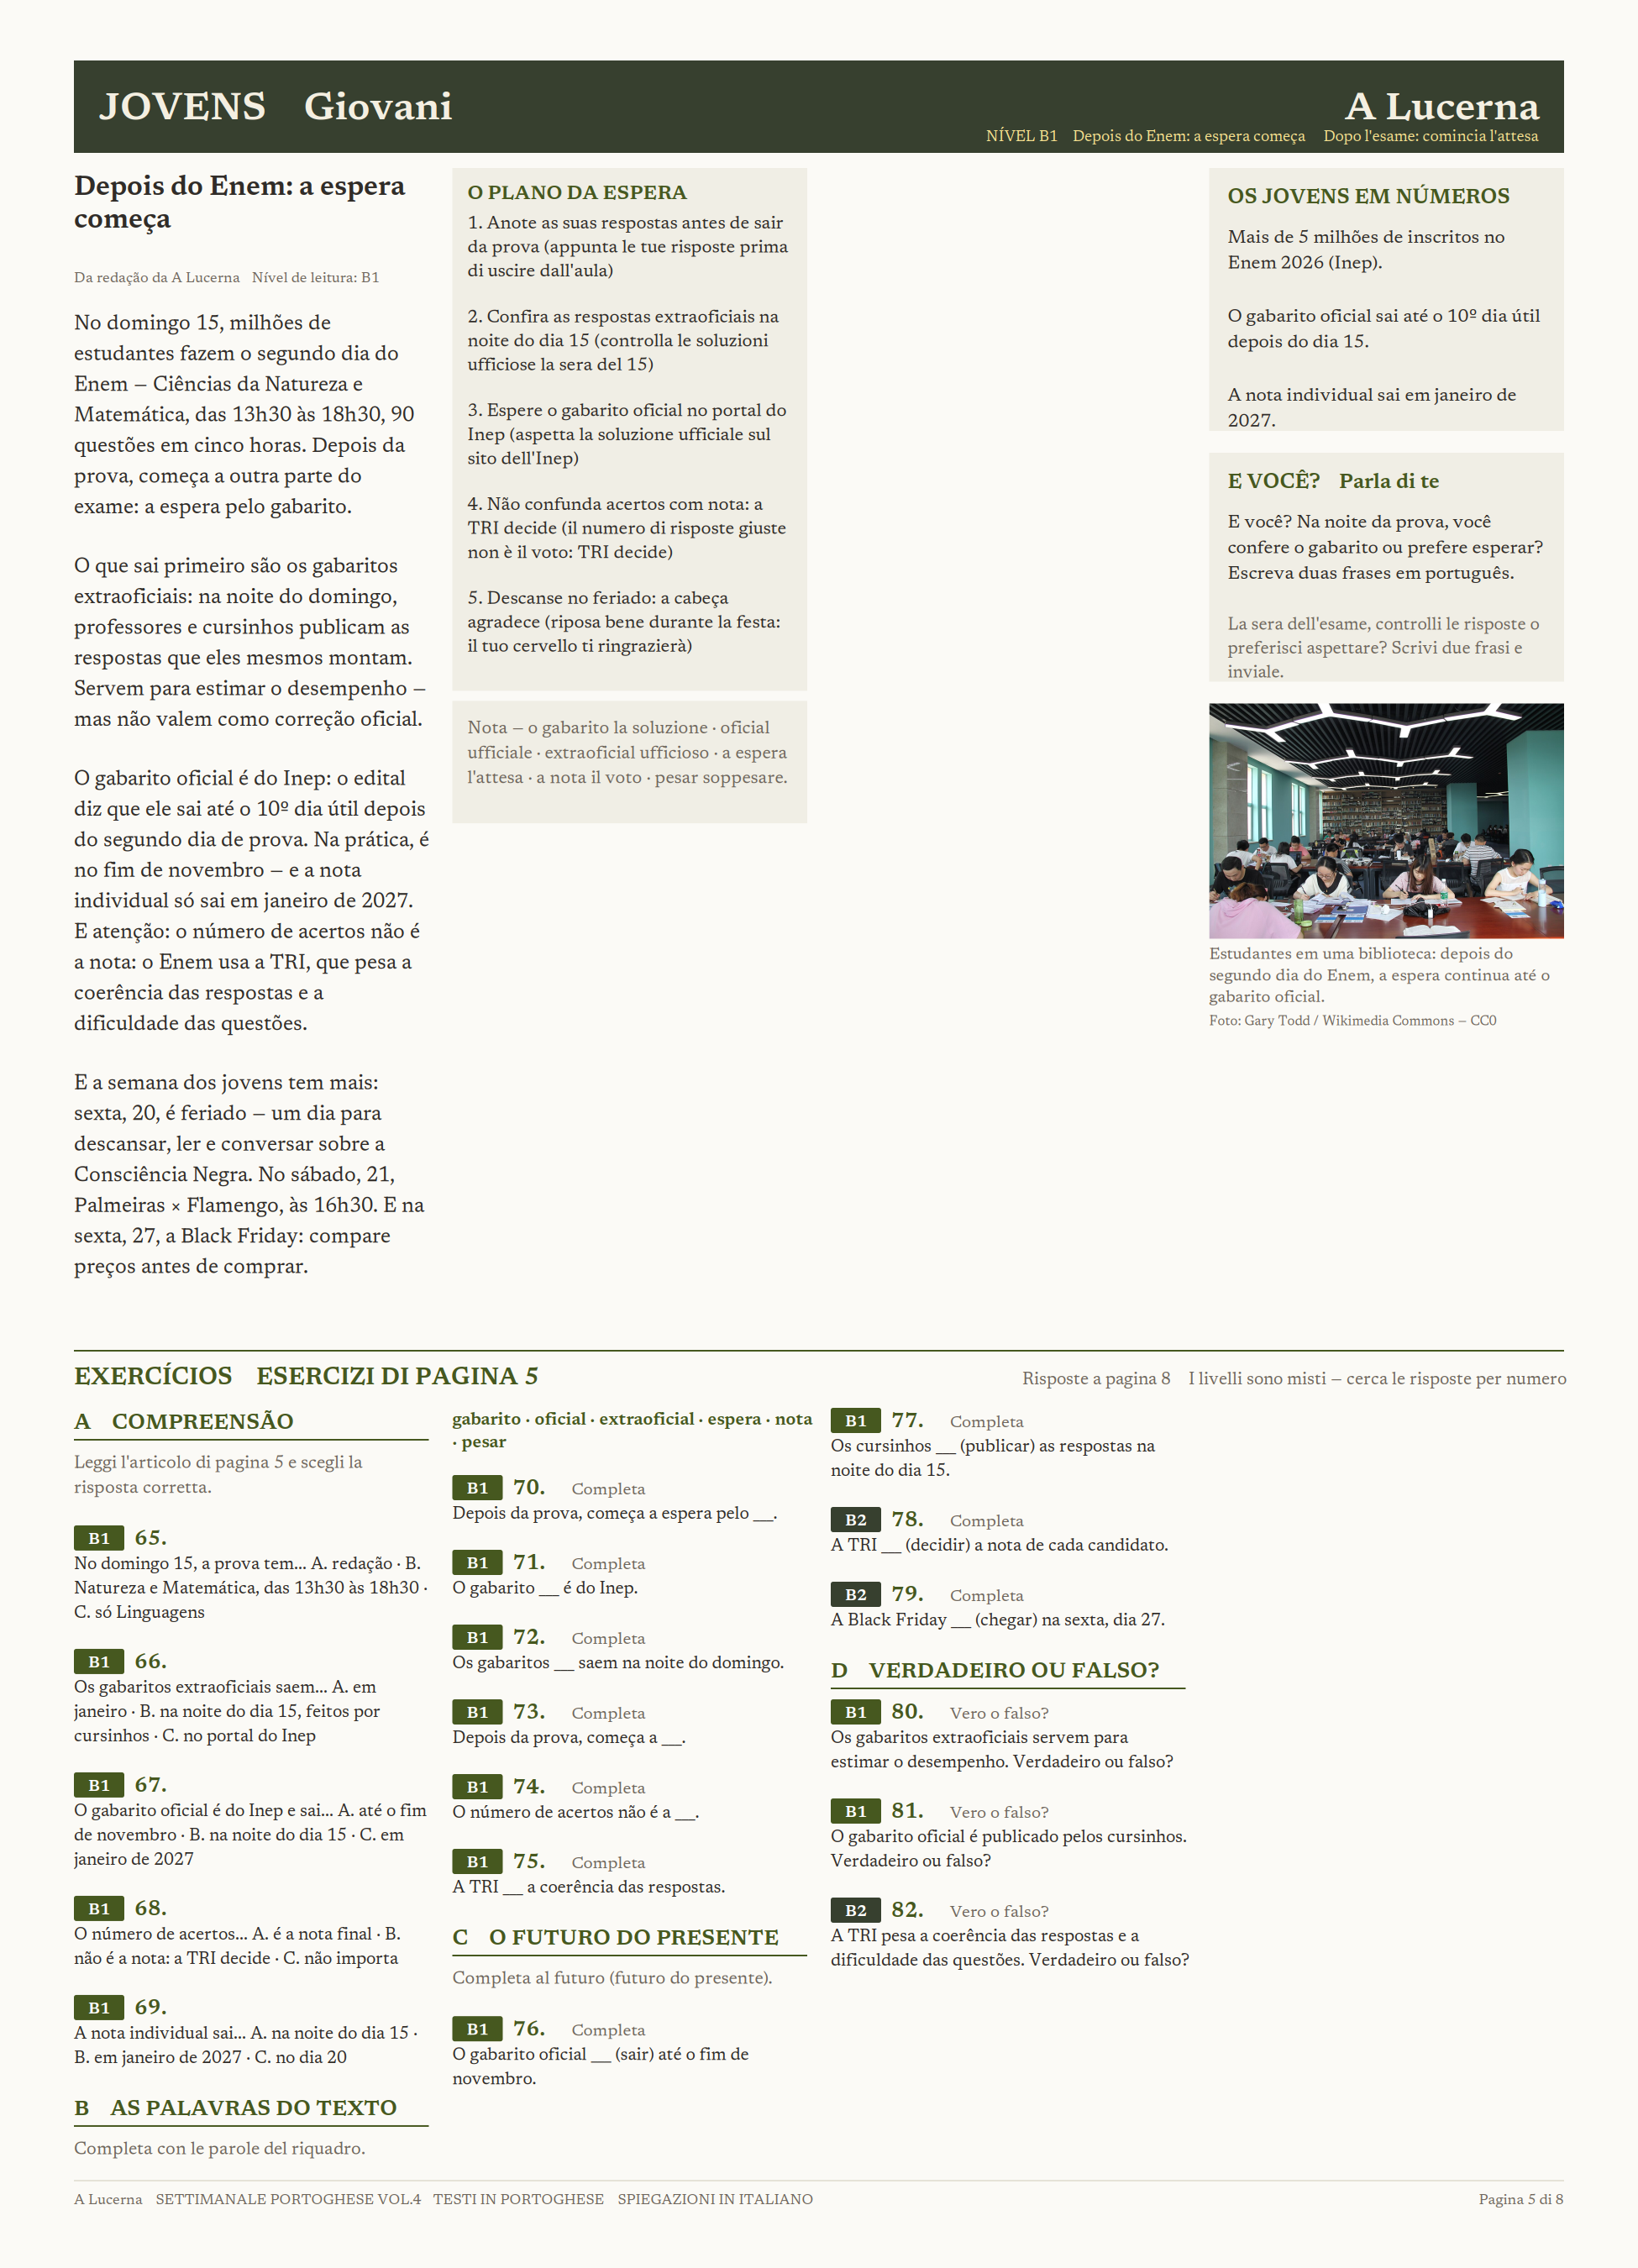 JOVENS Giovani
A Lucerna
NÍVEL B1 Depois do Enem: a espera começa Dopo l'esame: comincia l'attesa
Depois do Enem: a espera
começa
Da redação da A Lucerna Nível de leitura: B1
No domingo 15, milhões de
estudantes fazem o segundo dia do
Enem – Ciências da Natureza e
Matemática, das 13h30 às 18h30, 90
questões em cinco horas. Depois da
prova, começa a outra parte do
exame: a espera pelo gabarito.
O que sai primeiro são os gabaritos
extraoficiais: na noite do domingo,
professores e cursinhos publicam as
respostas que eles mesmos montam.
Servem para estimar o desempenho –
mas não valem como correção oficial.
O gabarito oficial é do Inep: o edital
diz que ele sai até o 10º dia útil depois
do segundo dia de prova. Na prática, é
no fim de novembro – e a nota
individual só sai em janeiro de 2027.
E atenção: o número de acertos não é
a nota: o Enem usa a TRI, que pesa a
coerência das respostas e a
dificuldade das questões.
E a semana dos jovens tem mais:
sexta, 20, é feriado – um dia para
descansar, ler e conversar sobre a
Consciência Negra. No sábado, 21,
Palmeiras × Flamengo, às 16h30. E na
sexta, 27, a Black Friday: compare
preços antes de comprar.
O PLANO DA ESPERA
1. Anote as suas respostas antes de sair
da prova (appunta le tue risposte prima
di uscire dall'aula)
2. Confira as respostas extraoficiais na
noite do dia 15 (controlla le soluzioni
ufficiose la sera del 15)
3. Espere o gabarito oficial no portal do
Inep (aspetta la soluzione ufficiale sul
sito dell'Inep)
4. Não confunda acertos com nota: a
TRI decide (il numero di risposte giuste
non è il voto: TRI decide)
5. Descanse no feriado: a cabeça
agradece (riposa bene durante la festa:
il tuo cervello ti ringrazierà)
Nota – o gabarito la soluzione · oficial
ufficiale · extraoficial ufficioso · a espera
l'attesa · a nota il voto · pesar soppesare.
OS JOVENS EM NÚMEROS
Mais de 5 milhões de inscritos no
Enem 2026 (Inep).
O gabarito oficial sai até o 10º dia útil
depois do dia 15.
A nota individual sai em janeiro de
2027.
E VOCÊ? Parla di te
E você? Na noite da prova, você
confere o gabarito ou prefere esperar?
Escreva duas frases em português.
La sera dell'esame, controlli le risposte o
preferisci aspettare? Scrivi due frasi e
inviale.
Estudantes em uma biblioteca: depois do
segundo dia do Enem, a espera continua até o
gabarito oficial.
Foto: Gary Todd / Wikimedia Commons – CC0
EXERCÍCIOS ESERCIZI DI PAGINA 5
Risposte a pagina 8 I livelli sono misti – cerca le risposte per numero
A COMPREENSÃO
Leggi l'articolo di pagina 5 e scegli la
risposta corretta.
B1 65.
No domingo 15, a prova tem... A. redação · B.
Natureza e Matemática, das 13h30 às 18h30 ·
C. só Linguagens
B1 66.
Os gabaritos extraoficiais saem... A. em
janeiro · B. na noite do dia 15, feitos por
cursinhos · C. no portal do Inep
B1 67.
O gabarito oficial é do Inep e sai... A. até o fim
de novembro · B. na noite do dia 15 · C. em
janeiro de 2027
B1 68.
O número de acertos... A. é a nota final · B.
não é a nota: a TRI decide · C. não importa
B1 69.
A nota individual sai... A. na noite do dia 15 ·
B. em janeiro de 2027 · C. no dia 20
B AS PALAVRAS DO TEXTO
Completa con le parole del riquadro.
gabarito · oficial · extraoficial · espera · nota
· pesar
B1 70. Completa
Depois da prova, começa a espera pelo __.
B1 71. Completa
O gabarito __ é do Inep.
B1 72. Completa
Os gabaritos __ saem na noite do domingo.
B1 73. Completa
Depois da prova, começa a __.
B1 74. Completa
O número de acertos não é a __.
B1 75. Completa
A TRI __ a coerência das respostas.
C O FUTURO DO PRESENTE
Completa al futuro (futuro do presente).
B1 76. Completa
O gabarito oficial __ (sair) até o fim de
novembro.
B1 77. Completa
Os cursinhos __ (publicar) as respostas na
noite do dia 15.
B2 78. Completa
A TRI __ (decidir) a nota de cada candidato.
B2 79. Completa
A Black Friday __ (chegar) na sexta, dia 27.
D VERDADEIRO OU FALSO?
B1 80. Vero o falso?
Os gabaritos extraoficiais servem para
estimar o desempenho. Verdadeiro ou falso?
B1 81. Vero o falso?
O gabarito oficial é publicado pelos cursinhos.
Verdadeiro ou falso?
B2 82. Vero o falso?
A TRI pesa a coerência das respostas e a
dificuldade das questões. Verdadeiro ou falso?
A Lucerna SETTIMANALE PORTOGHESE VOL.4 TESTI IN PORTOGHESE SPIEGAZIONI IN ITALIANO
Pagina 5 di 8